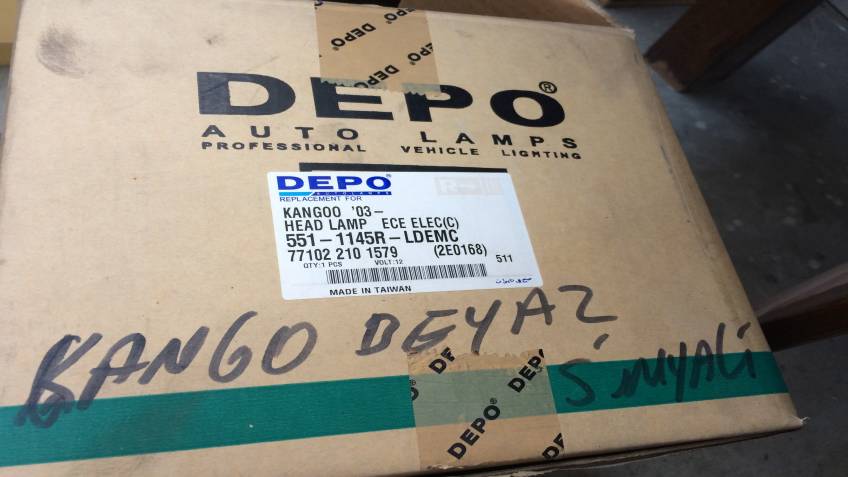 DEPO
DEPO
DEPO®
AUTO LAMPS
PROFESSIONAL VEHICLE LIGHTING
DEPO®
AUTOLAMPS
REPLACEMENT FOR
KANGOO '03-
HEAD LAMP ECE ELEC(C)
551-1145R-LDEMC
77102 210 1579 (2E0168) 511
QTY:1 PCS VOLT:12
MADE IN TAIWAN
KANGO BEYAZ
SİNYALİ
DE
DEPO
DEPO®